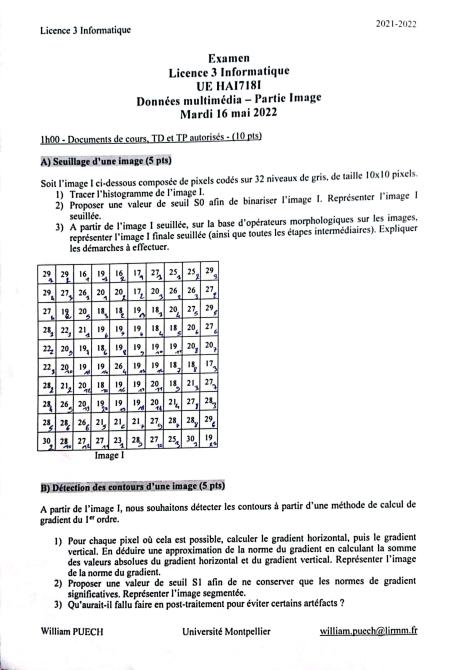 Licence 3 Informatique
2021-2022
Examen
Licence 3 Informatique
UE HAI718I
Données multimédia – Partie Image
Mardi 16 mai 2022
1h00 - Documents de cours, TD et TP autorisés - (10 pts)
A) Seuillage d'une image (5 pts)
Soit l'image I ci-dessous composée de pixels codés sur 32 niveaux de gris, de taille 10x10 pixels.
1) Tracer l'histogramme de l'image I.
2) Proposer une valeur de seuil S0 afin de binariser l'image I. Représenter l'image I
seuillée.
3) A partir de l'image I seuillée, sur la base d'opérateurs morphologiques sur les images,
représenter l'image I finale seuillée (ainsi que toutes les étapes intermédiaires). Expliquer
les démarches à effectuer.
29 29 16 19 16 17 27 25 25 29
29 27 26 20 20 17 20 26 26 27
27 19 20 18 18 19 18 20 27 29
28 22 21 19 19 19 18 18 20 27
22 20 19 18 19 19 19 19 20 20
22 20 19 19 26 19 19 18 18 17
28 21 20 18 19 19 20 18 21 27
28 26 20 19 19 19 20 21 27 28
28 28 26 21 21 21 27 28 28 29
30 28 27 27 23 28 27 25 30 19
Image I
B) Détection des contours d'une image (5 pts)
A partir de l'image I, nous souhaitons détecter les contours à partir d'une méthode de calcul de
gradient du 1er ordre.
1) Pour chaque pixel où cela est possible, calculer le gradient horizontal, puis le gradient
vertical. En déduire une approximation de la norme du gradient en calculant la somme
des valeurs absolues du gradient horizontal et du gradient vertical. Représenter l'image
de la norme du gradient.
2) Proposer une valeur de seuil S1 afin de ne conserver que les normes de gradient
significatives. Représenter l'image segmentée.
3) Qu'aurait-il fallu faire en post-traitement pour éviter certains artéfacts ?
William PUECH
Université Montpellier
william.puech@lirmm.fr